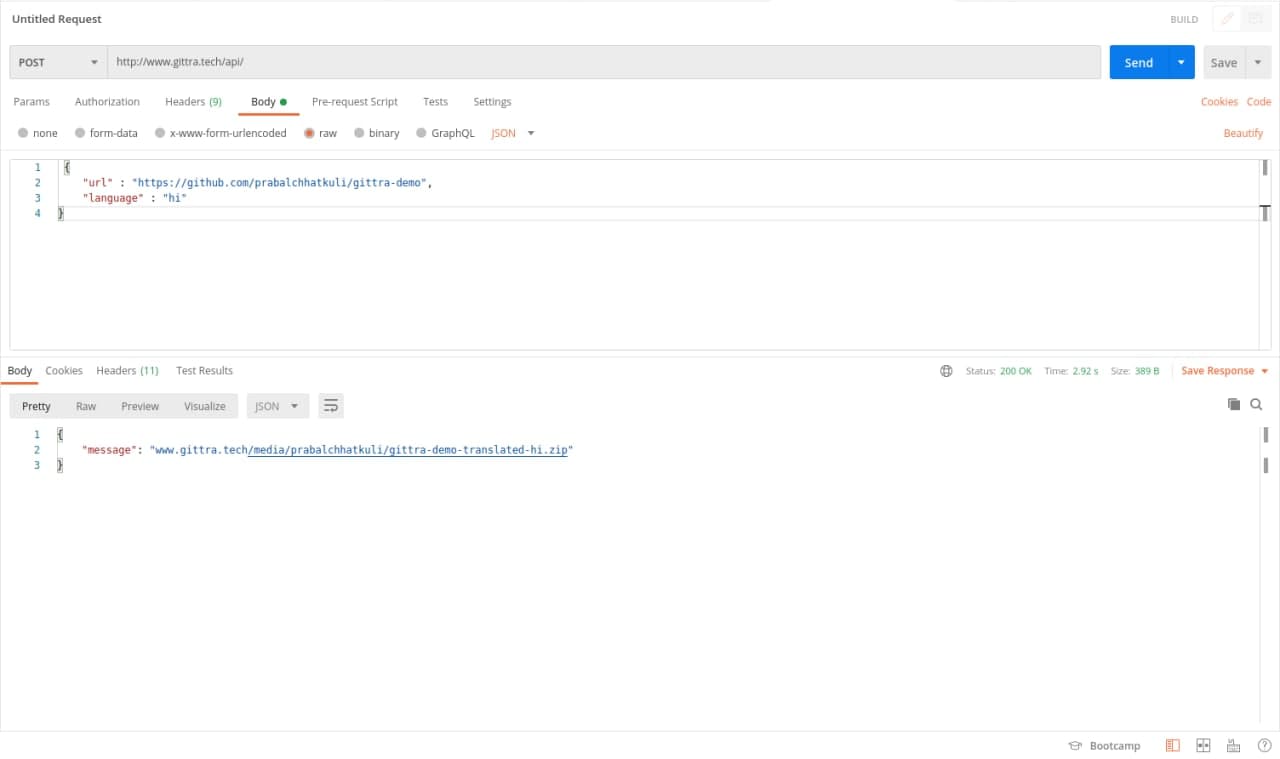 Untitled Request
BUILD
POST http://www.gittra.tech/api/ Send Save
Params Authorization Headers (9) Body Pre-request Script Tests Settings Cookies Code
none form-data x-www-form-urlencoded raw binary GraphQL JSON Beautify
1 {
2 "url" : "https://github.com/prabalchhatkuli/gittra-demo",
3 "language" : "hi"
4 }
Body Cookies Headers (11) Test Results Status: 200 OK Time: 2.92 s Size: 389 B Save Response
Pretty Raw Preview Visualize JSON
1 {
2 "message": "www.gittra.tech/media/prabalchhatkuli/gittra-demo-translated-hi.zip"
3 }
Bootcamp